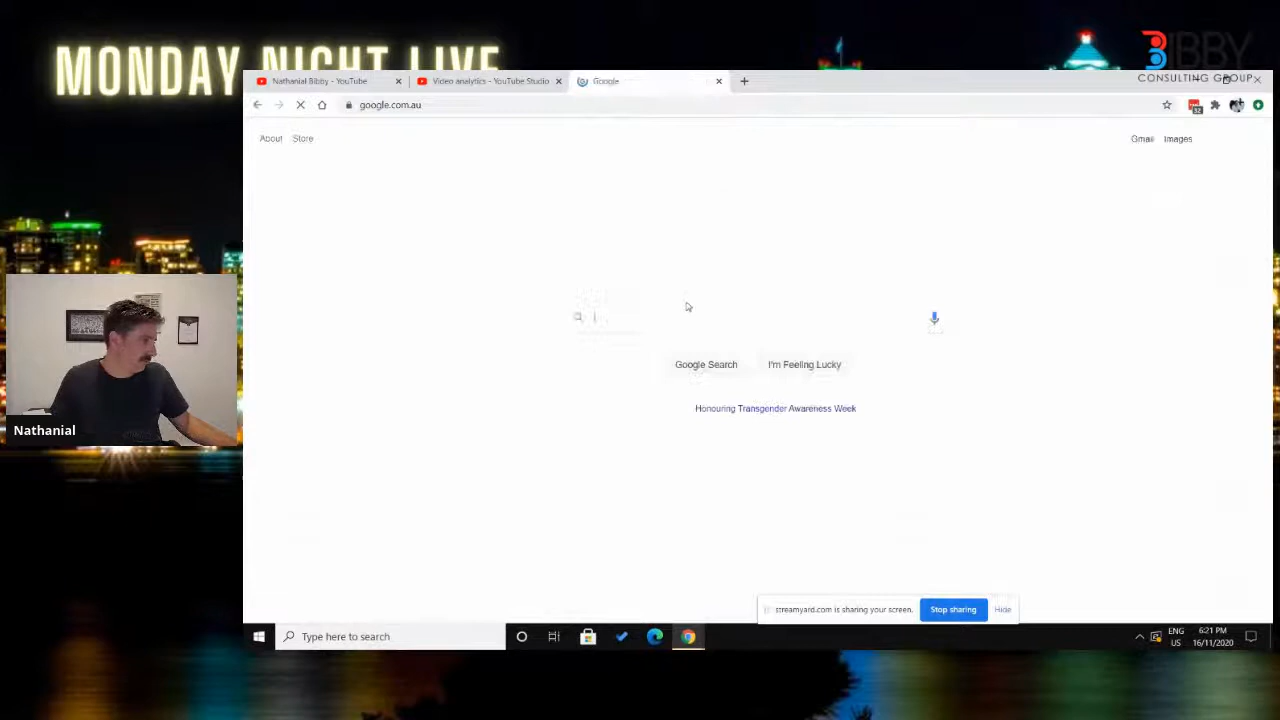 MONDAY NIGHT LIVE
BIBBY
CONSULTING GROUP
Nathanial Bibby - YouTube
Video analytics - YouTube Studio
Google
google.com.au
About Store
Gmail Images
Google Search
I'm Feeling Lucky
Honouring Transgender Awareness Week
Nathanial
streamyard.com is sharing your screen.
Stop sharing
Hide
Type here to search
ENG
US
6:21 PM
16/11/2020